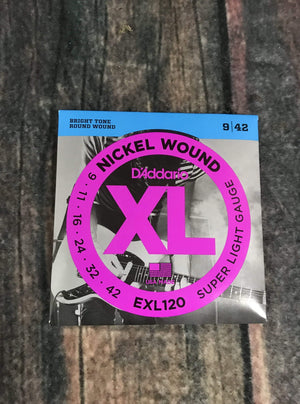 BRIGHT TONE
ROUND WOUND
9|42
NICKEL WOUND
D'Addario
XL
9 · 11 · 16 · 24 · 32 · 42
EXL120
SUPER LIGHT GAUGE